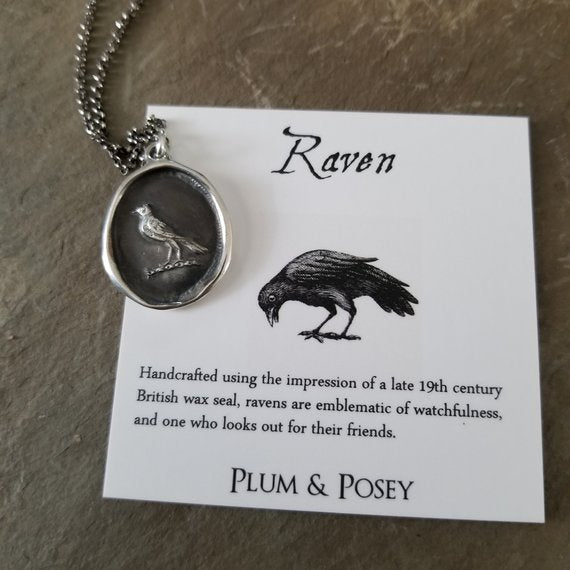 Raven
Handcrafted using the impression of a late 19th century
British wax seal, ravens are emblematic of watchfulness,
and one who looks out for their friends.
PLUM & POSEY